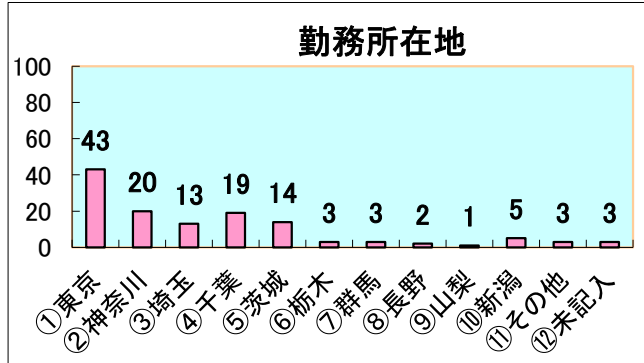 勤務所在地
100
80
60
40
20
0
43
20
13
19
14
3
3
2
1
5
3
3
①東京
②神奈川
③埼玉
④千葉
⑤茨城
⑥栃木
⑦群馬
⑧長野
⑨山梨
⑩新潟
⑪その他
⑫未記入